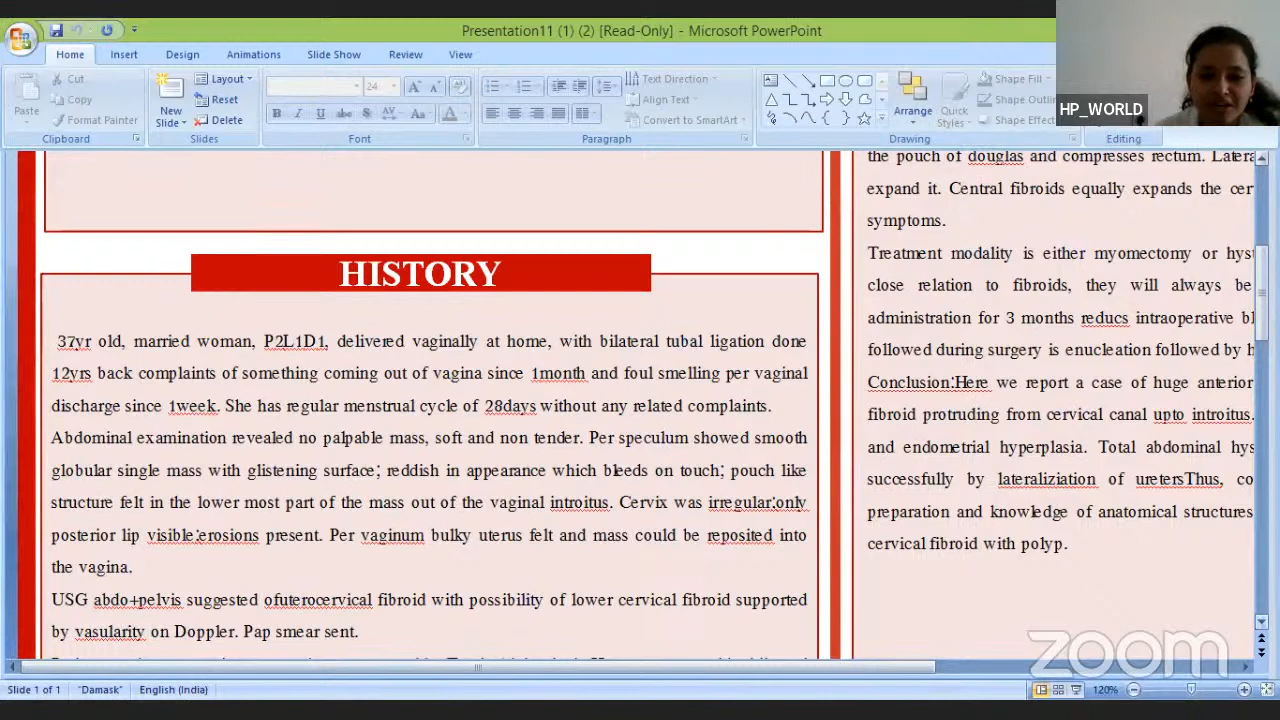 Presentation11 (1) (2) [Read-Only] - Microsoft PowerPoint
Home Insert Design Slide Show Animations Review View
Cut
Copy
Format Painter
Paste
Clipboard
New Slide
Layout
Reset
Delete
Slides
24
Font
Paragraph
Text Direction
Align Text
Convert to SmartArt
Arrange
Quick Styles
Shape Fill
Shape Outli
Shape Effect
Drawing
Editing
HP_WORLD
HISTORY
37yr old, married woman, P2L1D1, delivered vaginally at home, with bilateral tubal ligation done
12yrs back complaints of something coming out of vagina since 1month and foul smelling per vaginal
discharge since 1week. She has regular menstrual cycle of 28days without any related complaints.
Abdominal examination revealed no palpable mass, soft and non tender. Per speculum showed smooth
globular single mass with glistening surface; reddish in appearance which bleeds on touch; pouch like
structure felt in the lower most part of the mass out of the vaginal introitus. Cervix was irregular:only
posterior lip visible:erosions present. Per vaginum bulky uterus felt and mass could be reposited into
the vagina.
USG abdo+pelvis suggested ofuterocervical fibroid with possibility of lower cervical fibroid supported
by vasularity on Doppler. Pap smear sent.
the pouch of douglas and compresses rectum. Latera
expand it. Central fibroids equally expands the cer
symptoms.
Treatment modality is either myomectomy or hyst
close relation to fibroids, they will always be
administration for 3 months reducs intraoperative bl
followed during surgery is enucleation followed by h
Conclusion:Here we report a case of huge anterior
fibroid protruding from cervical canal upto introitus.
and endometrial hyperplasia. Total abdominal hys
successfully by lateraliziation of uretersThus, co
preparation and knowledge of anatomical structures
cervical fibroid with polyp.
zoom
Slide 1 of 1 "Damask" English (India) 120%